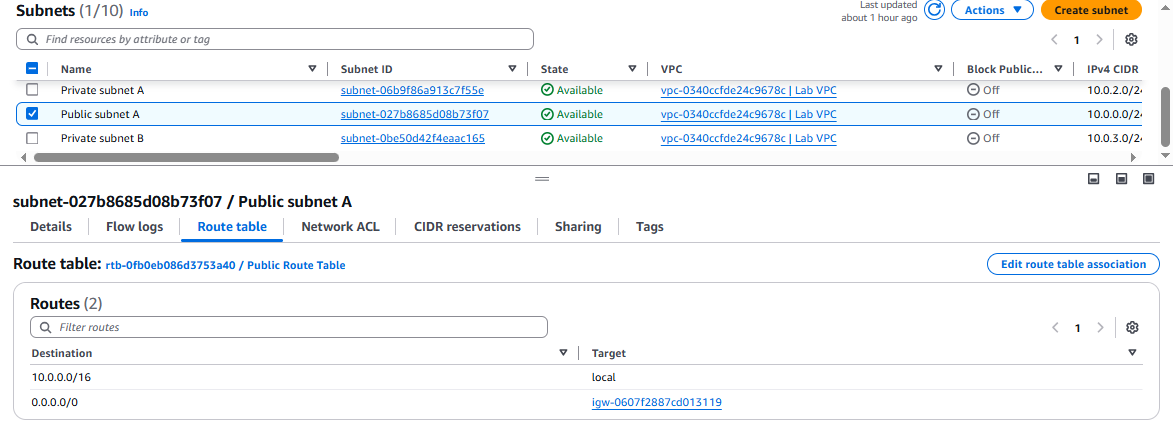 Subnets (1/10) Info
Last updated
about 1 hour ago
Actions
Create subnet
Find resources by attribute or tag
1
Name Subnet ID State VPC Block Public... IPv4 CIDR
Private subnet A subnet-06b9f86a913c7f55e Available vpc-0340ccfde24c9678c | Lab VPC Off 10.0.2.0/24
Public subnet A subnet-027b8685d08b73f07 Available vpc-0340ccfde24c9678c | Lab VPC Off 10.0.0.0/24
Private subnet B subnet-0be50d42f4eaac165 Available vpc-0340ccfde24c9678c | Lab VPC Off 10.0.3.0/24
subnet-027b8685d08b73f07 / Public subnet A
Details Flow logs Route table Network ACL CIDR reservations Sharing Tags
Route table: rtb-0fb0eb086d3753a40 / Public Route Table
Edit route table association
Routes (2)
Filter routes
1
Destination Target
10.0.0.0/16 local
0.0.0.0/0 igw-0607f2887cd013119